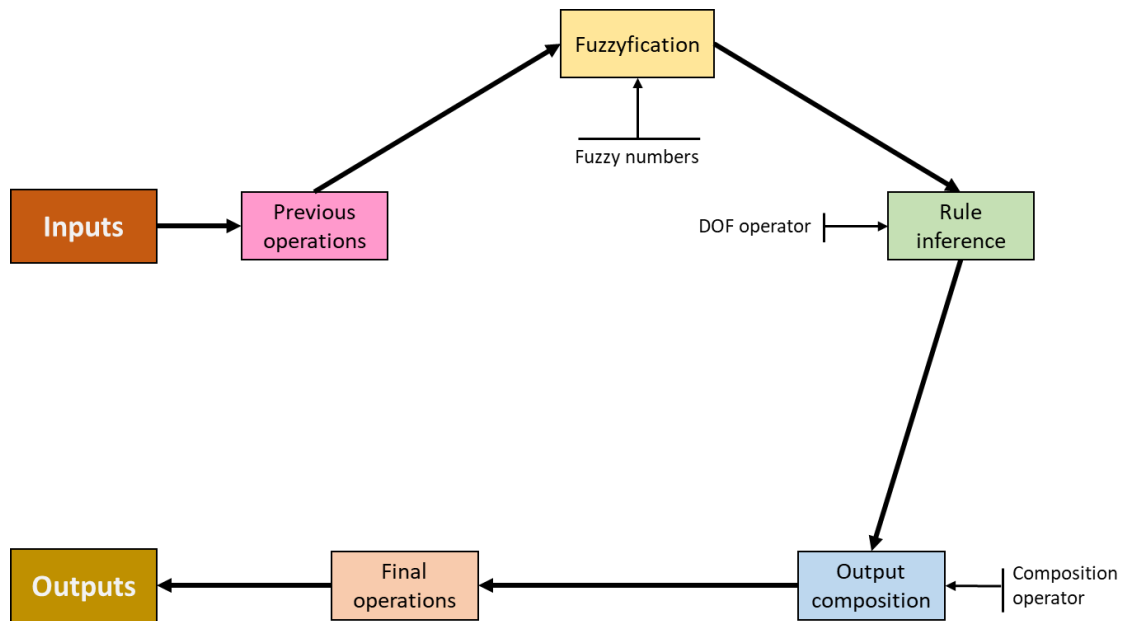 Fuzzyfication
Fuzzy numbers
Inputs
Previous
operations
DOF operator
Rule
inference
Outputs
Final
operations
Output
composition
Composition
operator